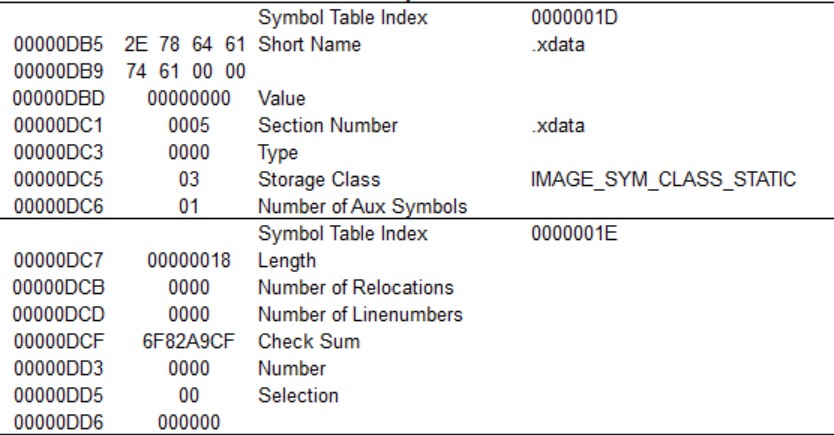 Symbol Table Index 0000001D
00000DB5 2E 78 64 61 Short Name .xdata
00000DB9 74 61 00 00
00000DBD 00000000 Value
00000DC1 0005 Section Number .xdata
00000DC3 0000 Type
00000DC5 03 Storage Class IMAGE_SYM_CLASS_STATIC
00000DC6 01 Number of Aux Symbols
Symbol Table Index 0000001E
00000DC7 00000018 Length
00000DCB 0000 Number of Relocations
00000DCD 0000 Number of Linenumbers
00000DCF 6F82A9CF Check Sum
00000DD3 0000 Number
00000DD5 00 Selection
00000DD6 000000